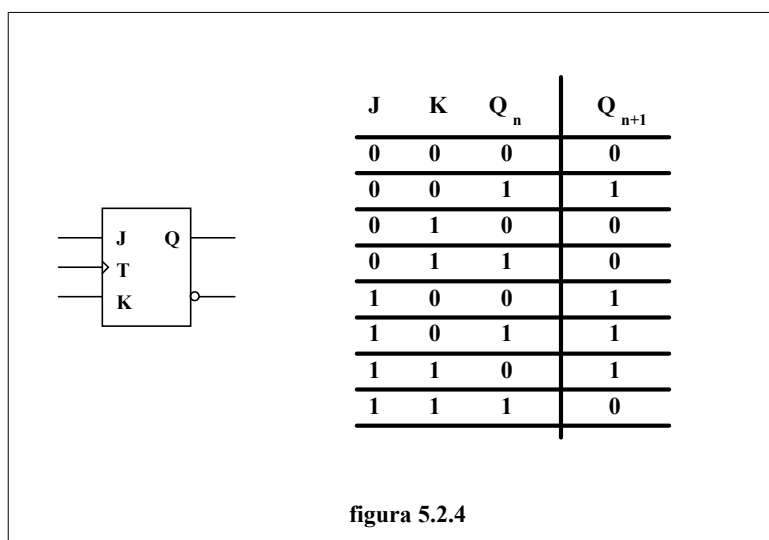 J K Q n Q n+1
0 0 0 0
0 0 1 1
0 1 0 0
0 1 1 0
1 0 0 1
1 0 1 1
1 1 0 1
1 1 1 0
J Q
T
K
figura 5.2.4